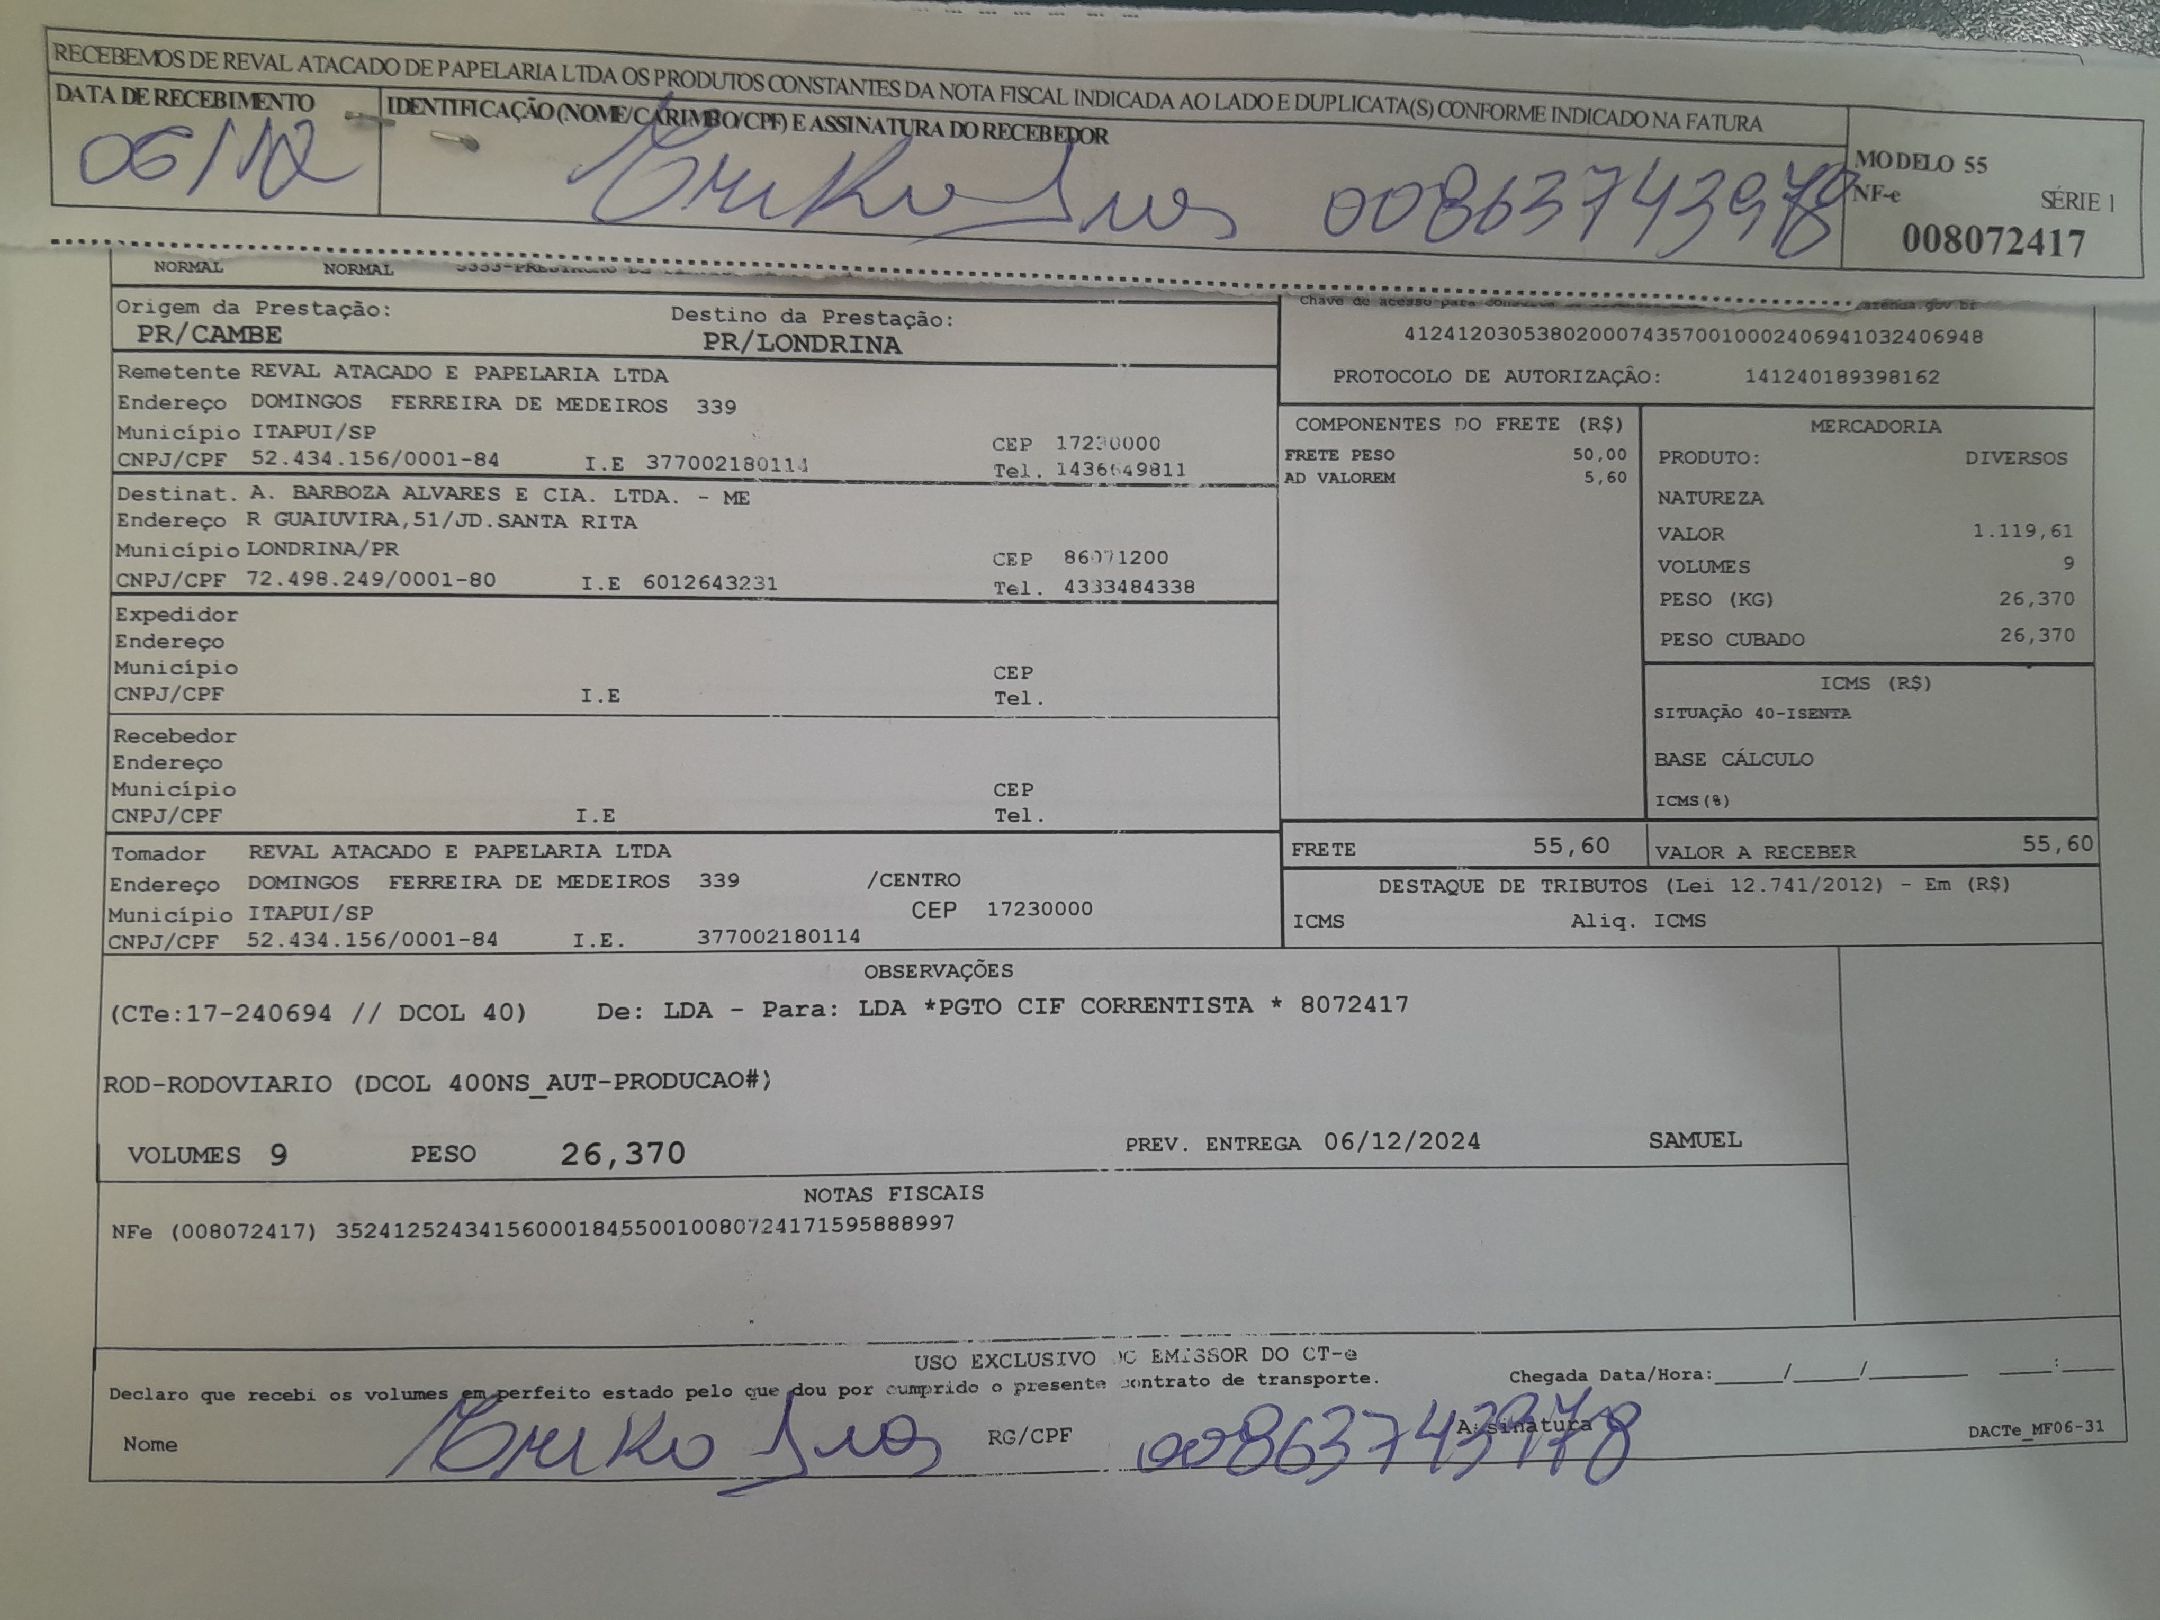 RECEBEMOS DE REVAL ATACADO DE PAPELARIA LTDA OS PRODUTOS CONSTANTES DA NOTA FISCAL INDICADA AO LADO E DUPLICATA(S) CONFORME INDICADO NA FATURA
DATA DE RECEBIMENTO
06/12
IDENTIFICAÇÃO (NOME/CARIMBO/CPF) E ASSINATURA DO RECEBEDOR
00863743978
MODELO 55
NF-e SÉRIE 1
008072417
NORMAL NORMAL
Origem da Prestação: Destino da Prestação:
PR/CAMBE PR/LONDRINA
Chave de acesso para
41241203053802000743570010002406941032406948
PROTOCOLO DE AUTORIZAÇÃO: 141240189398162
Remetente REVAL ATACADO E PAPELARIA LTDA
Endereço DOMINGOS FERREIRA DE MEDEIROS 339
Município ITAPUI/SP CEP 17230000
CNPJ/CPF 52.434.156/0001-84 I.E 377002180114 Tel. 1436649811
Destinat. A. BARBOZA ALVARES E CIA. LTDA. - ME
Endereço R GUAIUVIRA,51/JD.SANTA RITA
Município LONDRINA/PR CEP 86071200
CNPJ/CPF 72.498.249/0001-80 I.E 6012643231 Tel. 4333484338
Expedidor
Endereço
Município CEP
CNPJ/CPF I.E Tel.
Recebedor
Endereço
Município CEP
CNPJ/CPF I.E Tel.
Tomador REVAL ATACADO E PAPELARIA LTDA
Endereço DOMINGOS FERREIRA DE MEDEIROS 339 /CENTRO
Município ITAPUI/SP CEP 17230000
CNPJ/CPF 52.434.156/0001-84 I.E. 377002180114
COMPONENTES DO FRETE (R$)
FRETE PESO 50,00
AD VALOREM 5,60
MERCADORIA
PRODUTO: DIVERSOS
NATUREZA
VALOR 1.119,61
VOLUMES 9
PESO (KG) 26,370
PESO CUBADO 26,370
ICMS (R$)
SITUAÇÃO 40-ISENTA
BASE CÁLCULO
ICMS(%)
FRETE 55,60 VALOR A RECEBER 55,60
DESTAQUE DE TRIBUTOS (Lei 12.741/2012) - Em (R$)
ICMS Aliq. ICMS
OBSERVAÇÕES
(CTe:17-240694 // DCOL 40) De: LDA - Para: LDA *PGTO CIF CORRENTISTA * 8072417
ROD-RODOVIARIO (DCOL 400NS_AUT-PRODUCAO#)
VOLUMES 9 PESO 26,370 PREV. ENTREGA 06/12/2024 SAMUEL
NOTAS FISCAIS
NFe (008072417) 35241252434156000184550010080724171595888997
USO EXCLUSIVO DO EMISSOR DO CT-e
Declaro que recebi os volumes em perfeito estado pelo que dou por cumprido o presente contrato de transporte. Chegada Data/Hora:_____/_____/________ ____:____
Nome RG/CPF 00863743978 Assinatura DACTe_MF06-31